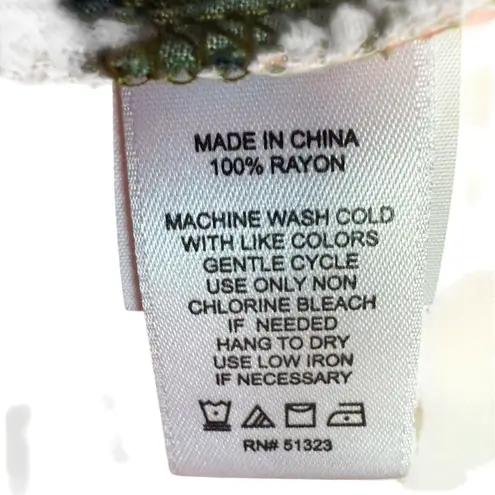 MADE IN CHINA
100% RAYON
MACHINE WASH COLD
WITH LIKE COLORS
GENTLE CYCLE
USE ONLY NON
CHLORINE BLEACH
IF NEEDED
HANG TO DRY
USE LOW IRON
IF NECESSARY
RN# 51323